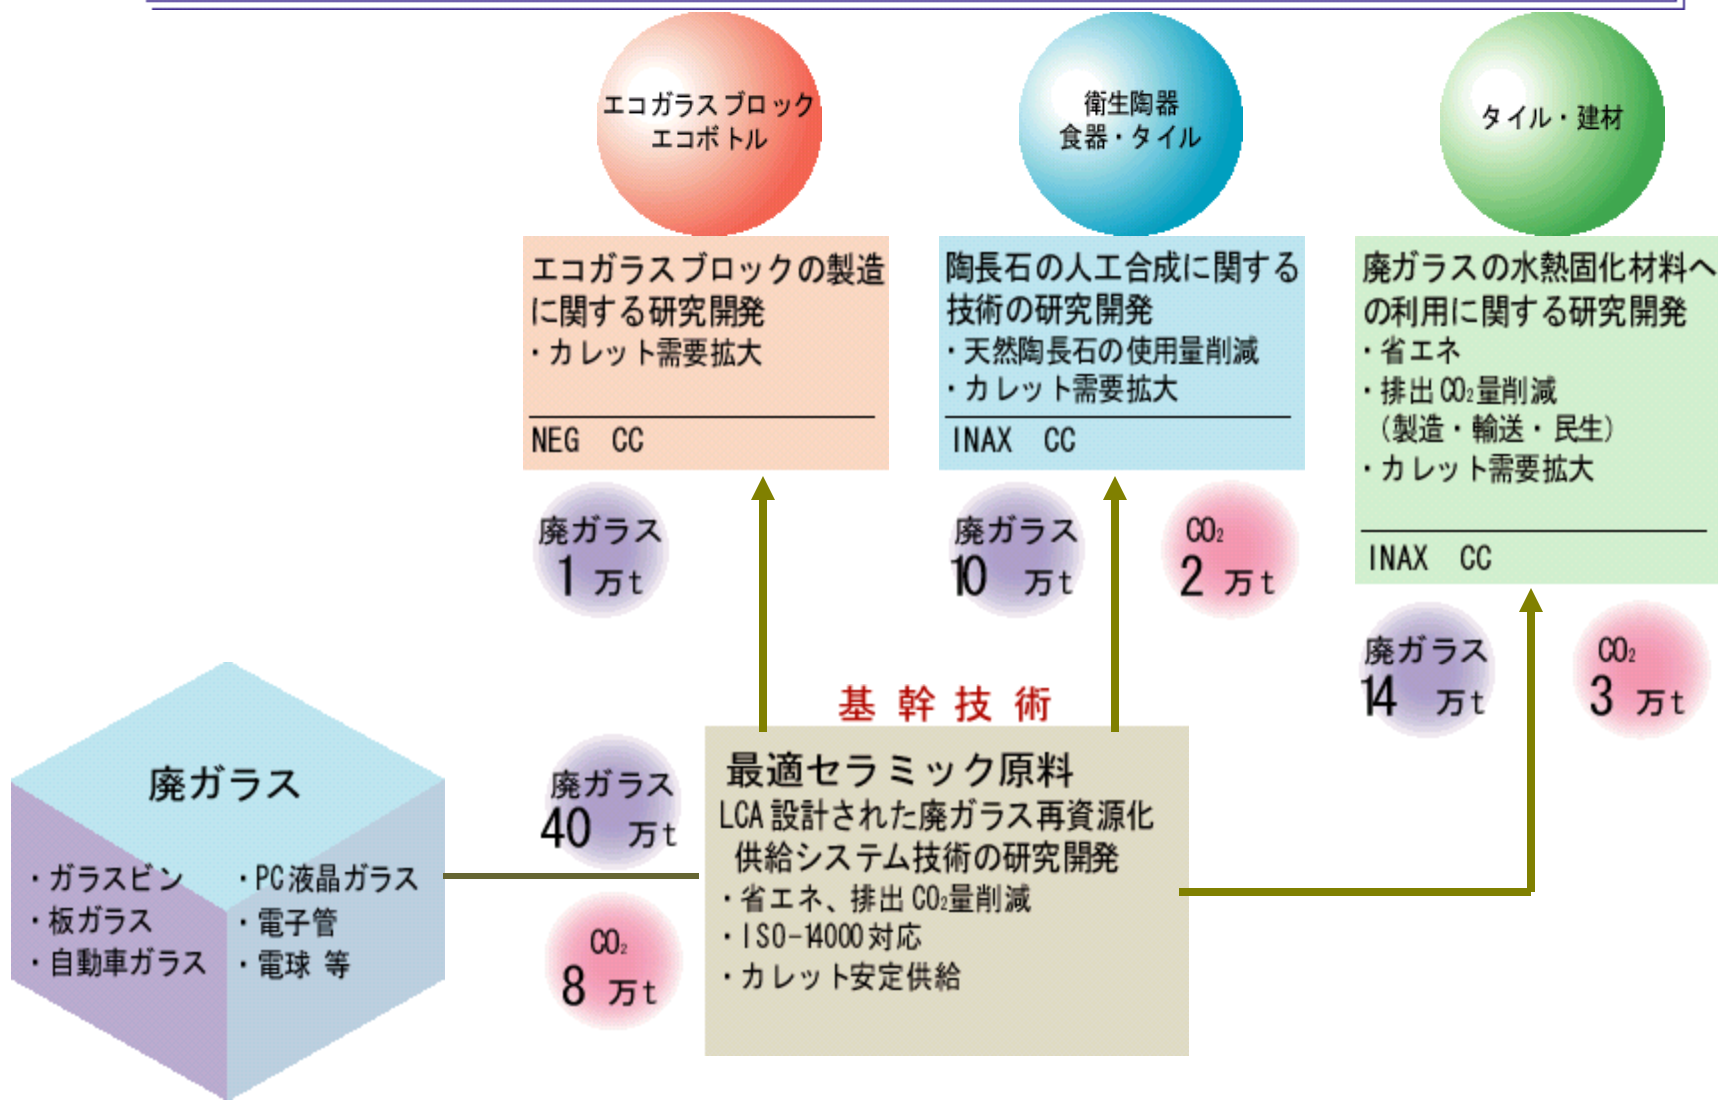 エコガラスブロック
エコボトル
衛生陶器
食器・タイル
タイル・建材
エコガラスブロックの製造
に関する研究開発
・カレット需要拡大
NEG CC
陶長石の人工合成に関する
技術の研究開発
・天然陶長石の使用量削減
・カレット需要拡大
INAX CC
廃ガラスの水熱固化材料へ
の利用に関する研究開発
・省エネ
・排出CO₂量削減
(製造・輸送・民生)
・カレット需要拡大
INAX CC
廃ガラス
1 万t
廃ガラス
10 万t
CO₂
2 万t
廃ガラス
14 万t
CO₂
3 万t
基幹技術
最適セラミック原料
LCA設計された廃ガラス再資源化
供給システム技術の研究開発
・省エネ、排出CO₂量削減
・ISO-14000対応
・カレット安定供給
廃ガラス
40 万t
CO₂
8 万t
廃ガラス
・ガラスビン
・板ガラス
・自動車ガラス
・PC液晶ガラス
・電子管
・電球 等